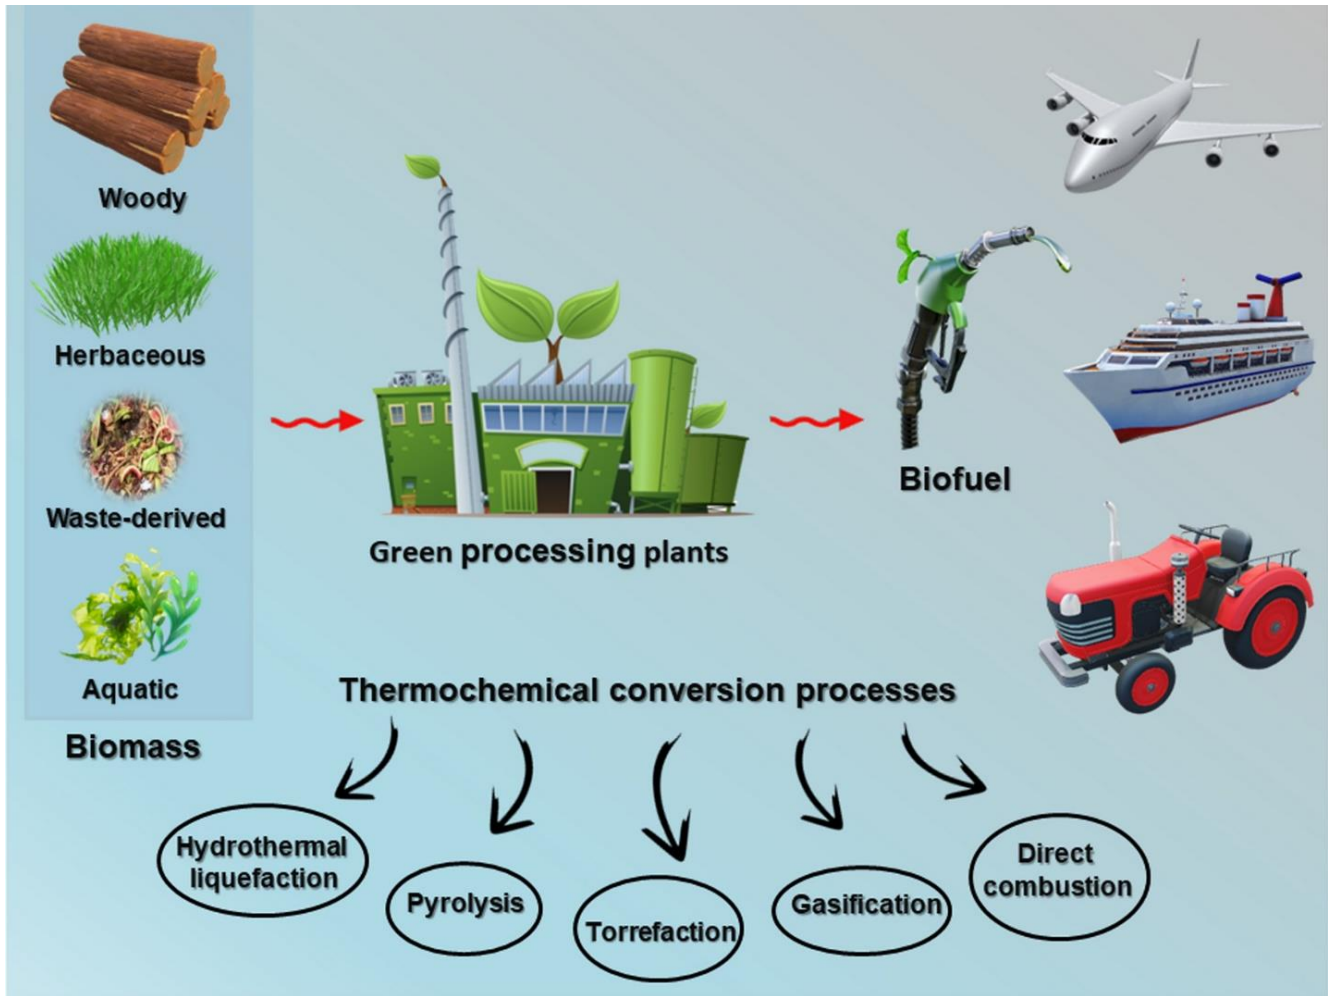 Woody
Herbaceous
Waste-derived
Aquatic
Biomass
Green processing plants
Biofuel
Thermochemical conversion processes
Hydrothermal
liquefaction
Pyrolysis
Torrefaction
Gasification
Direct
combustion